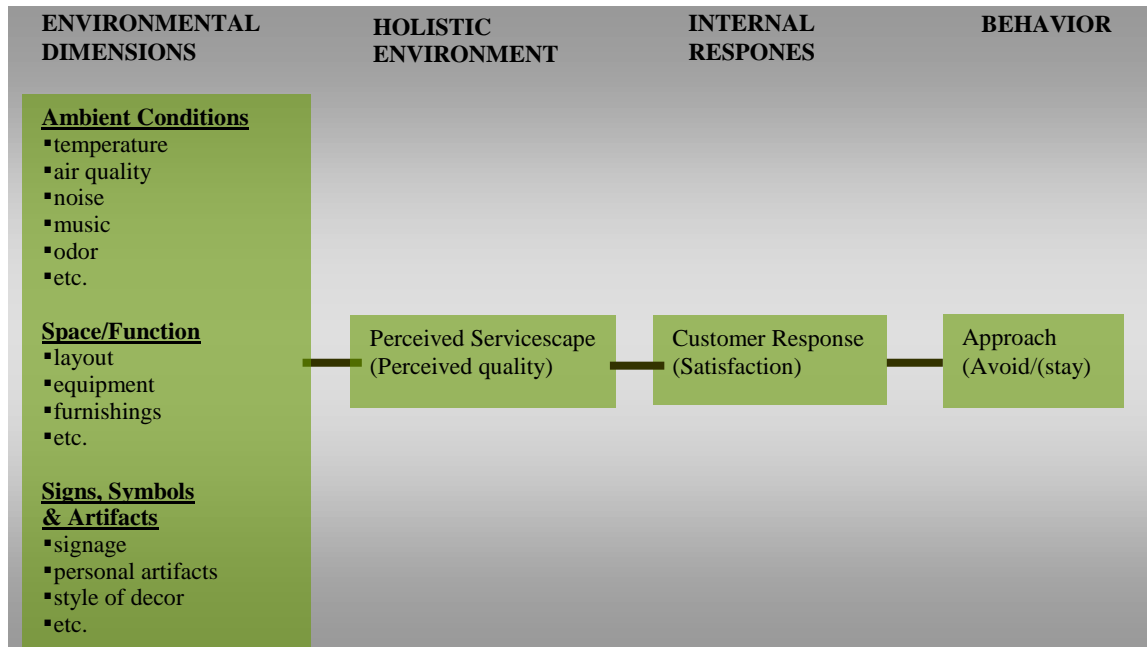 ENVIRONMENTAL
DIMENSIONS
HOLISTIC
ENVIRONMENT
INTERNAL
RESPONES
BEHAVIOR
Ambient Conditions
▪temperature
▪air quality
▪noise
▪music
▪odor
▪etc.
Space/Function
▪layout
▪equipment
▪furnishings
▪etc.
Signs, Symbols
& Artifacts
▪signage
▪personal artifacts
▪style of decor
▪etc.
Perceived Servicescape
(Perceived quality)
Customer Response
(Satisfaction)
Approach
(Avoid/(stay)